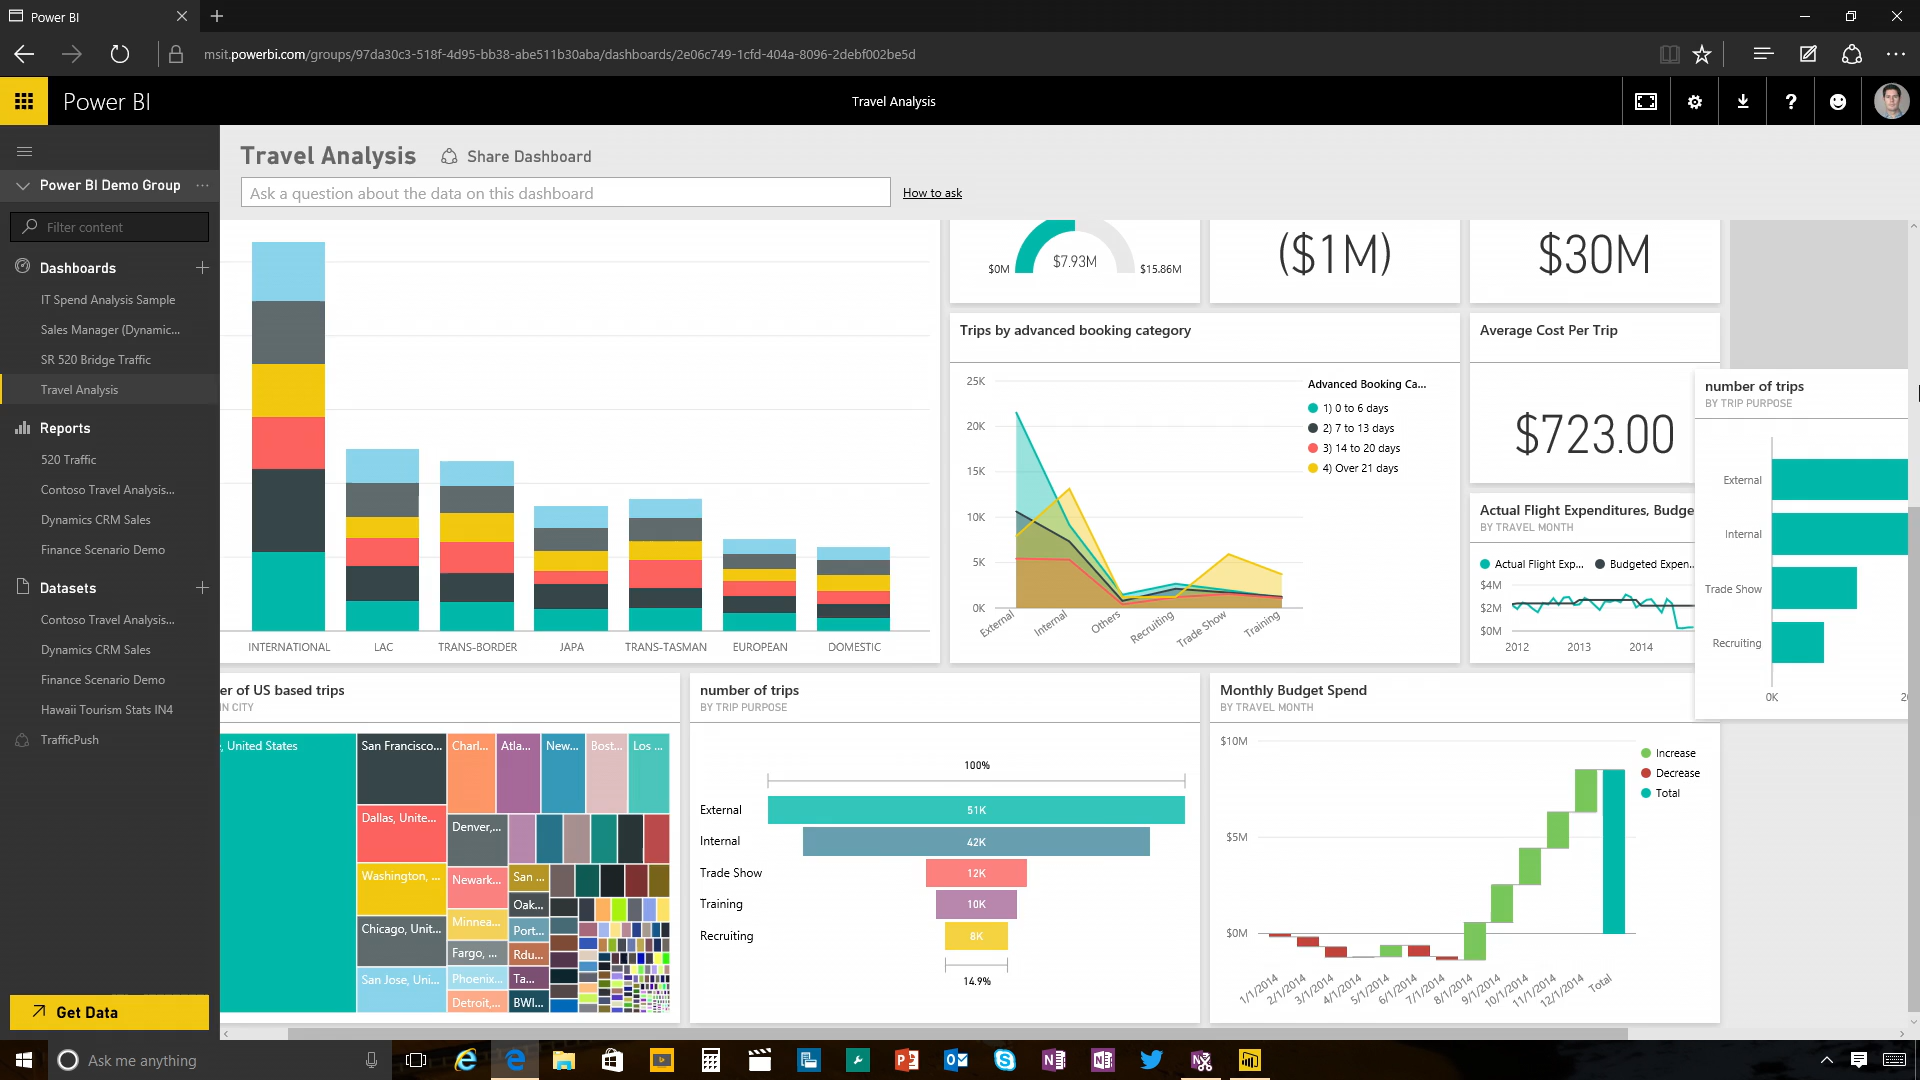 Power BI
msit.powerbi.com/groups/97da30c3-518f-4d95-bb38-abe511b30aba/dashboards/2e06c749-1cfd-404a-8096-2debf002be5d
Power BI
Travel Analysis
Travel Analysis
Share Dashboard
Ask a question about the data on this dashboard
How to ask
Power BI Demo Group
Filter content
Dashboards
IT Spend Analysis Sample
Sales Manager (Dynamic...
SR 520 Bridge Traffic
Travel Analysis
Reports
520 Traffic
Contoso Travel Analysis...
Dynamics CRM Sales
Finance Scenario Demo
Datasets
Contoso Travel Analysis...
Dynamics CRM Sales
Finance Scenario Demo
Hawaii Tourism Stats IN4
TrafficPush
Get Data
INTERNATIONAL
LAC
TRANS-BORDER
JAPA
TRANS-TASMAN
EUROPEAN
DOMESTIC
$0M
$7.93M
$15.86M
($1M)
$30M
Trips by advanced booking category
25K
20K
15K
10K
5K
0K
External
Internal
Others
Recruiting
Trade Show
Training
Advanced Booking Ca...
1) 0 to 6 days
2) 7 to 13 days
3) 14 to 20 days
4) Over 21 days
Average Cost Per Trip
$723.00
Actual Flight Expenditures, Budge
BY TRAVEL MONTH
Actual Flight Exp...
Budgeted Expen..
$4M
$2M
$0M
2012
2013
2014
number of trips
BY TRIP PURPOSE
External
Internal
Trade Show
Recruiting
0K
er of US based trips
IN CITY
, United States
San Francisco...
Charl...
Atla...
New...
Bost...
Los ...
Dallas, Unite...
Denver,...
Washington, ...
Newark...
San ...
Oak...
Chicago, Unit...
Minnea...
Port...
Fargo, ...
Rdu...
San Jose, Uni...
Phoenix...
Ta...
Detroit,...
BWI...
number of trips
BY TRIP PURPOSE
100%
External
51K
Internal
42K
Trade Show
12K
Training
10K
Recruiting
8K
14.9%
Monthly Budget Spend
BY TRAVEL MONTH
$10M
$5M
$0M
Increase
Decrease
Total
1/1/2014
2/1/2014
3/1/2014
4/1/2014
5/1/2014
6/1/2014
7/1/2014
8/1/2014
9/1/2014
10/1/2014
11/1/2014
12/1/2014
Total
Ask me anything